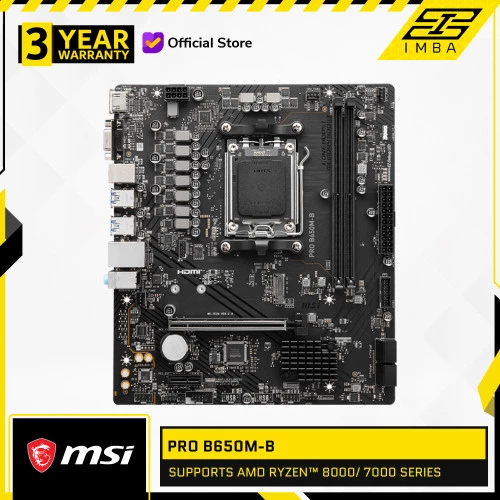 3 YEAR
WARRANTY
Official Store
IMBA
PRO B650M-B
HDMI
msi
PRO B650M-B
SUPPORTS AMD RYZEN™ 8000/ 7000 SERIES